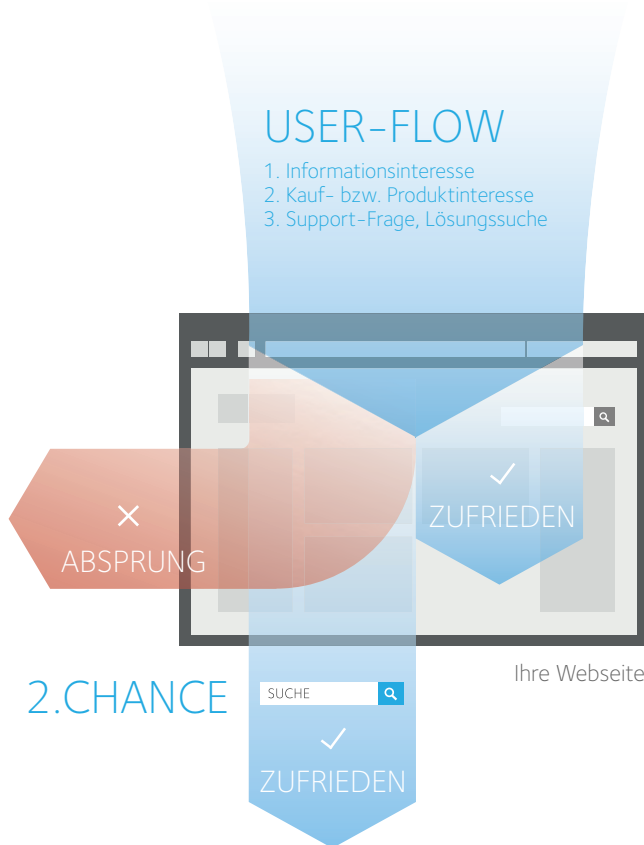 USER-FLOW
1. Informationsinteresse
2. Kauf- bzw. Produktinteresse
3. Support-Frage, Lösungssuche
ZUFRIEDEN
ABSPRUNG
Ihre Webseite
2.CHANCE
SUCHE
ZUFRIEDEN